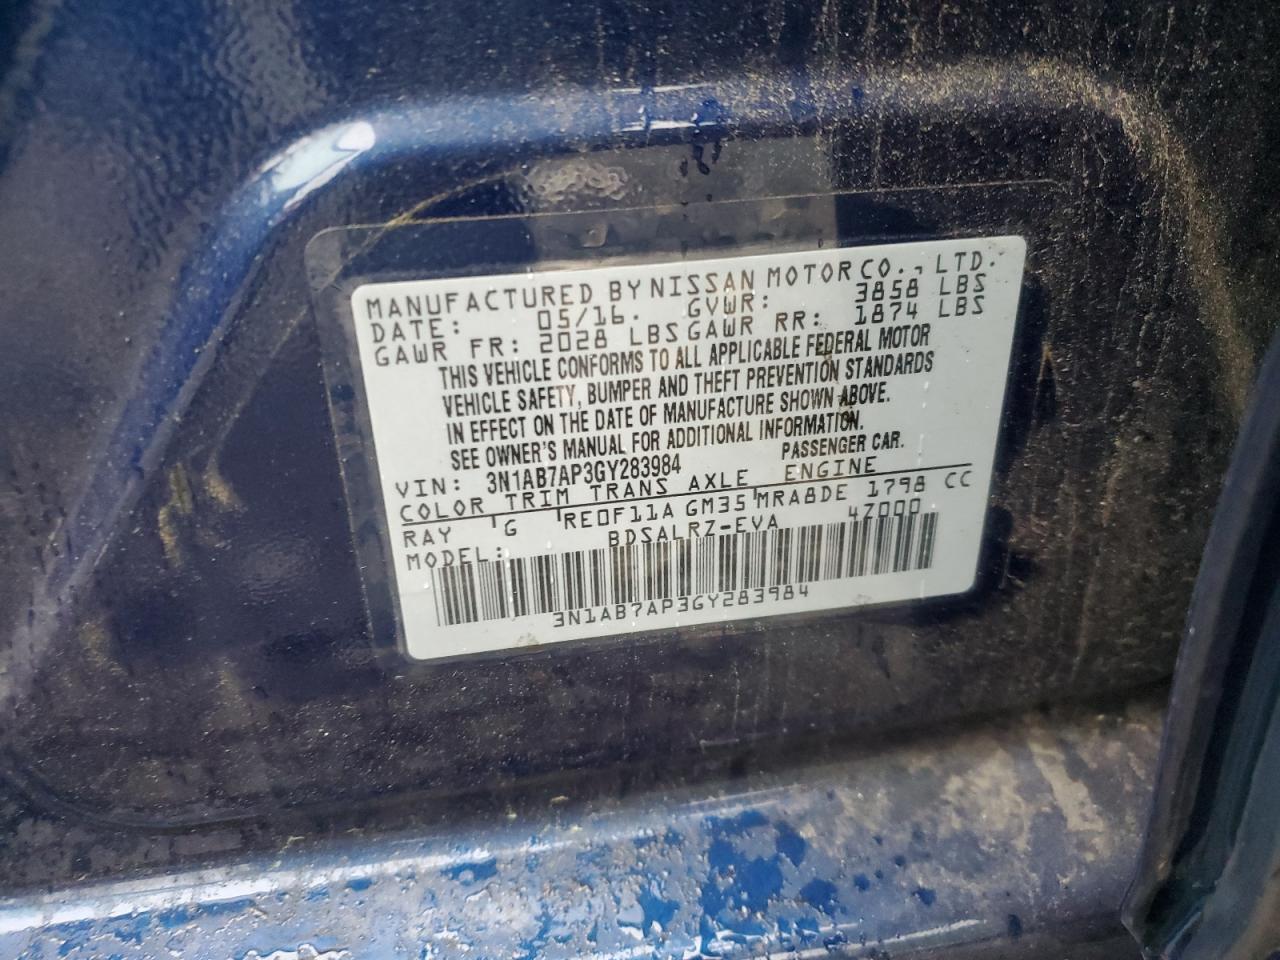 MANUFACTURED BY NISSAN MOTOR CO., LTD.
DATE: 05/16. GVWR: 3858 LBS
GAWR FR: 2028 LBS GAWR RR: 1874 LBS
THIS VEHICLE CONFORMS TO ALL APPLICABLE FEDERAL MOTOR
VEHICLE SAFETY, BUMPER AND THEFT PREVENTION STANDARDS
IN EFFECT ON THE DATE OF MANUFACTURE SHOWN ABOVE.
SEE OWNER'S MANUAL FOR ADDITIONAL INFORMATION.
VIN: 3N1AB7AP3GY283984 PASSENGER CAR.
COLOR TRIM TRANS AXLE ENGINE
RAY G RE0F11A GM35 MRA8DE 1798 CC
MODEL: BDSALRZ-EVA 4Z000
3N1AB7AP3GY283984